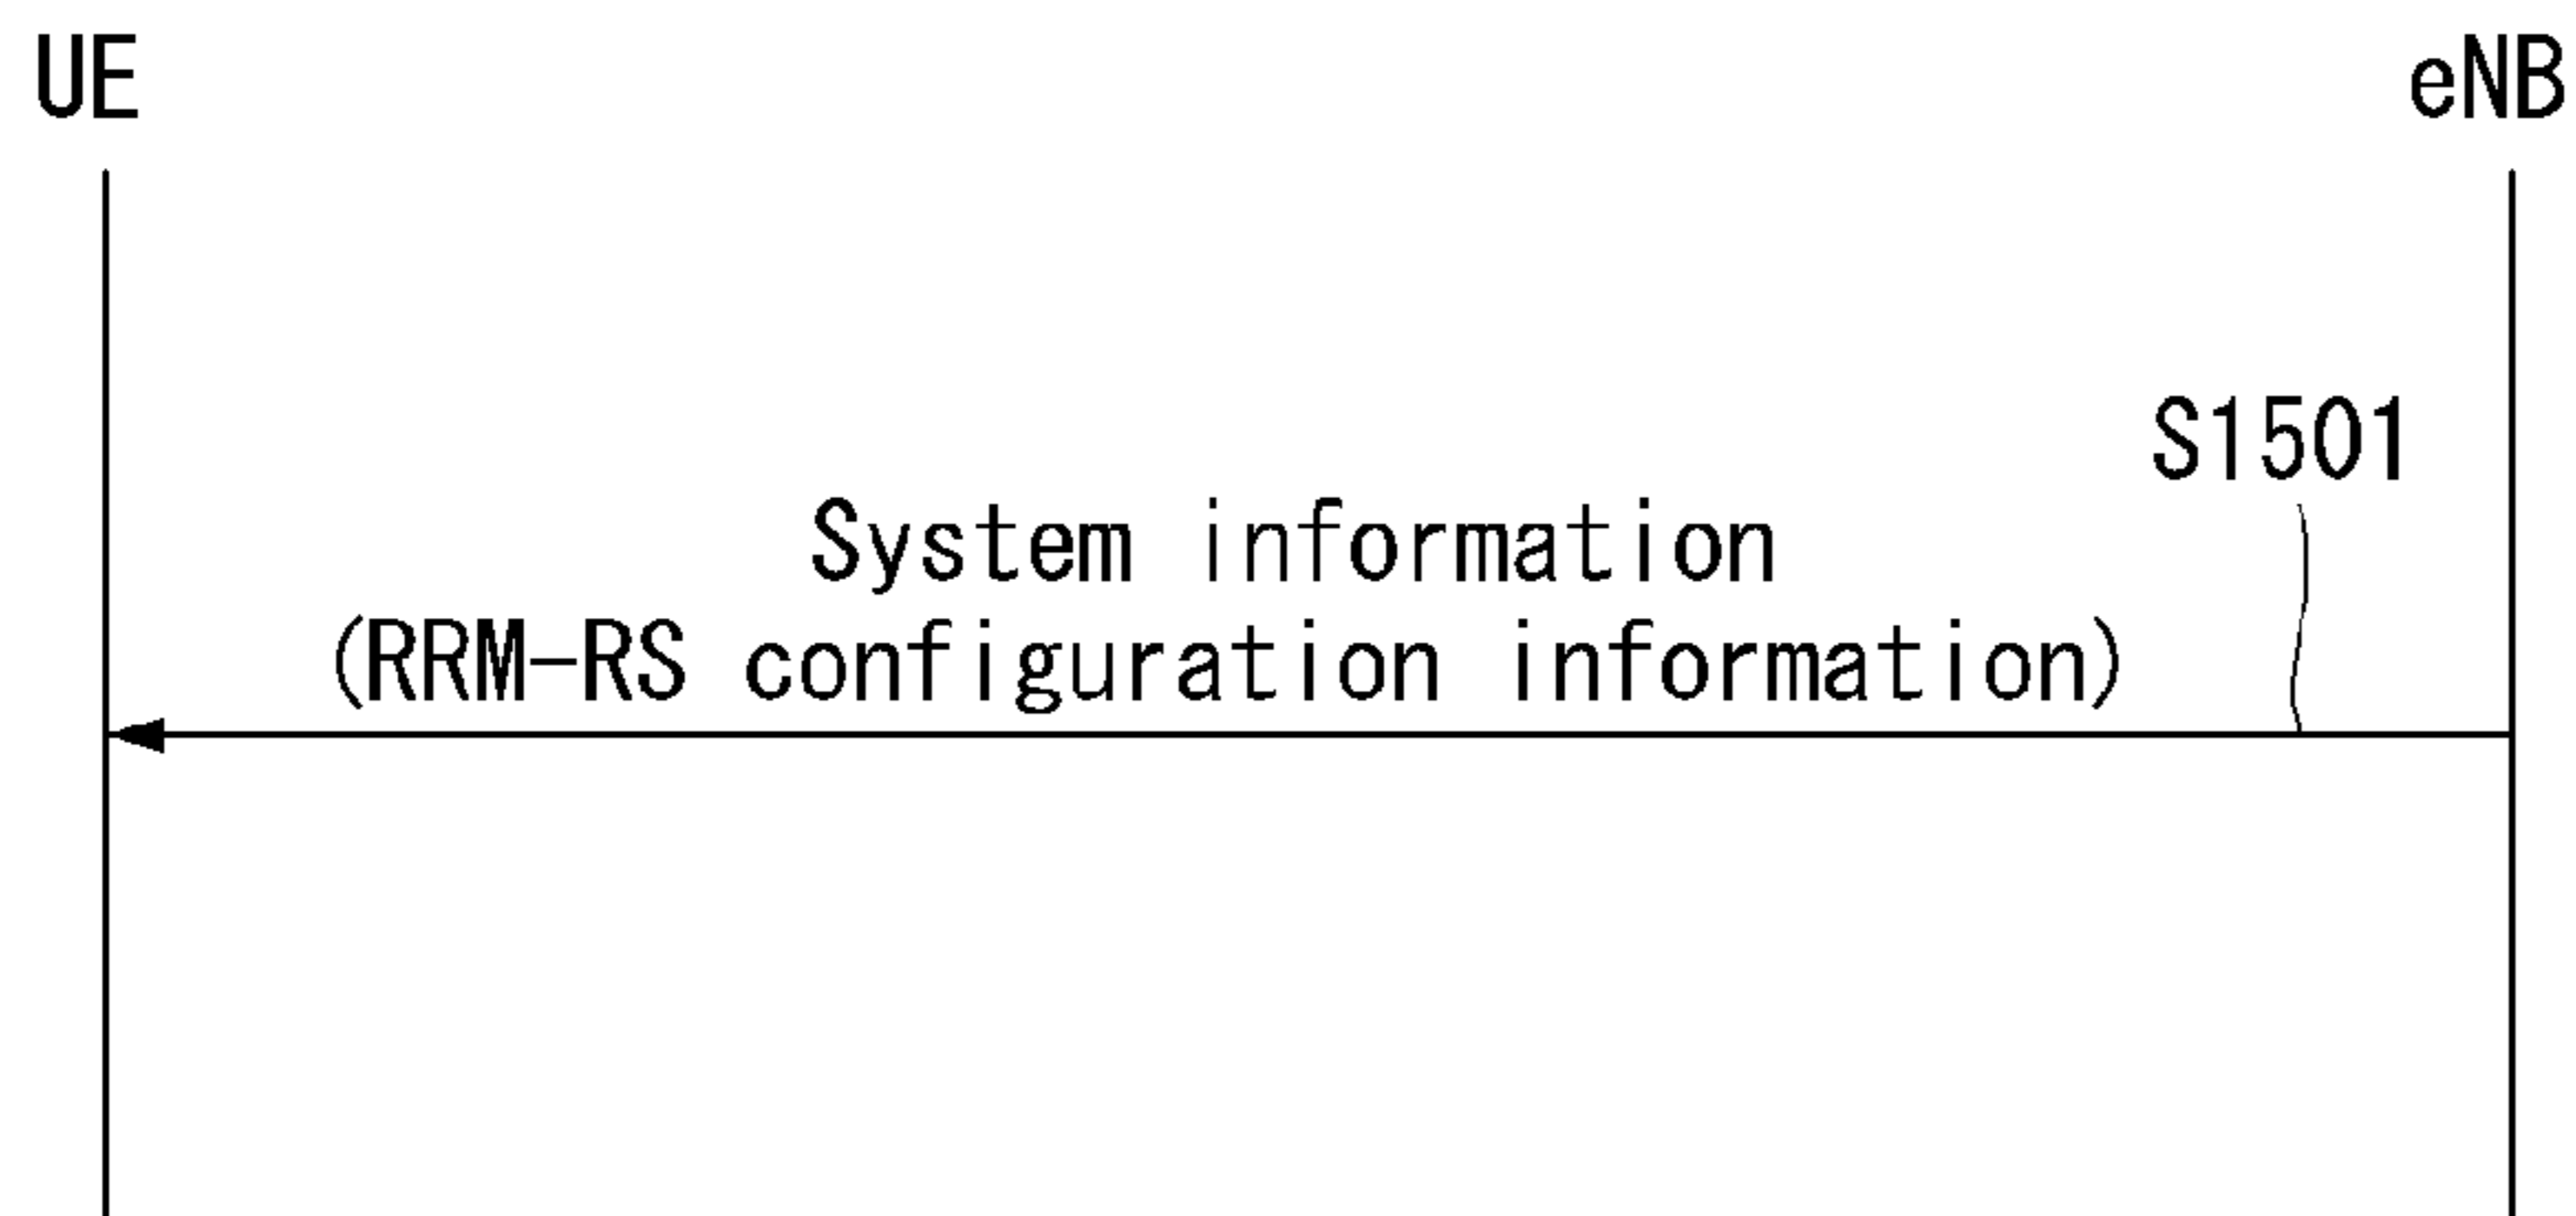 UE
eNB
S1501
System information
(RRM-RS configuration information)